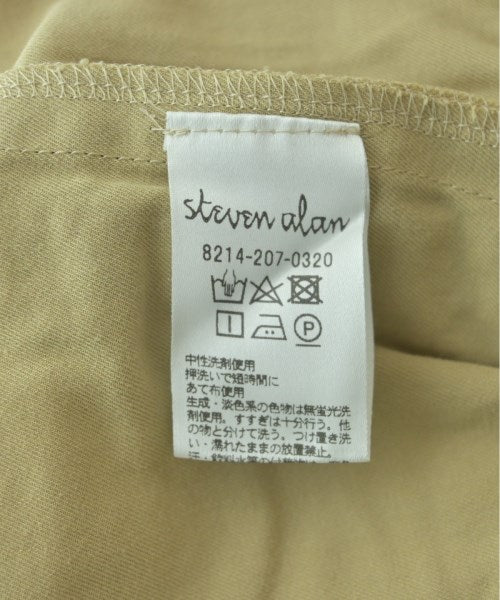 steven alan
8214-207-0320
P
中性洗剤使用
押洗いで短時間に
あて布使用
生成・淡色系の色物は無蛍光洗
剤使用。すすぎは十分行う。他
の物と分けて洗う。つけ置き洗
い・濡れたままの放置禁止。